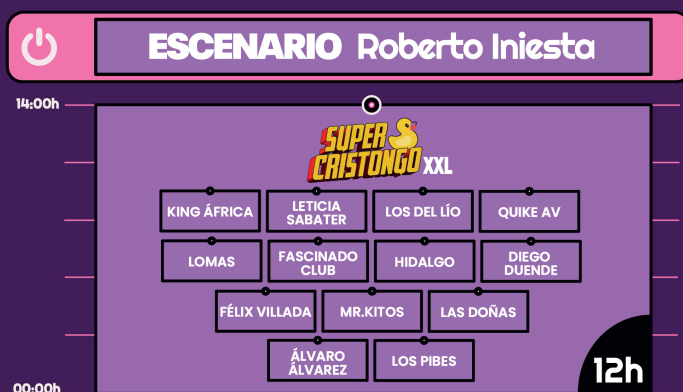 ESCENARIO Roberto Iniesta
14:00h
SUPER
CRISTONGO XXL
KING ÁFRICA
LETICIA
SABATER
LOS DEL LÍO
QUIKE AV
LOMAS
FASCINADO
CLUB
HIDALGO
DIEGO
DUENDE
FÉLIX VILLADA
MR.KITOS
LAS DOÑAS
ÁLVARO
ÁLVAREZ
LOS PIBES
12h
00:00h